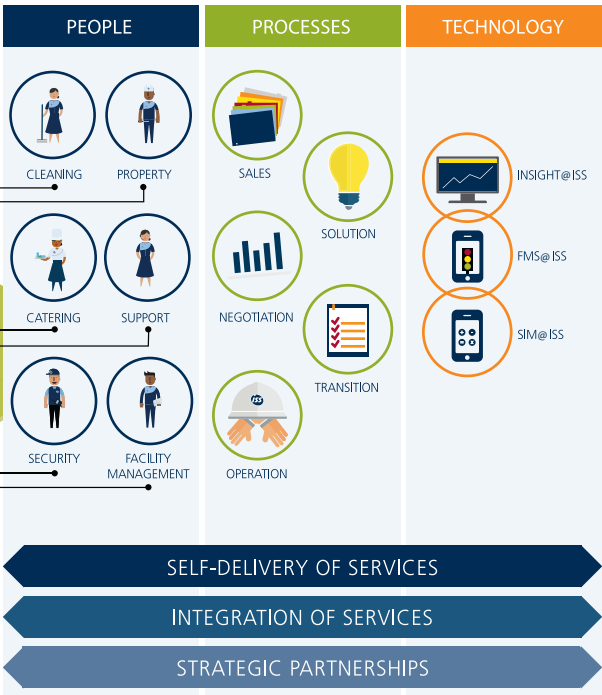 PEOPLE
PROCESSES
TECHNOLOGY
CLEANING
PROPERTY
CATERING
SUPPORT
SECURITY
FACILITY
MANAGEMENT
SALES
SOLUTION
NEGOTIATION
TRANSITION
ISS
OPERATION
INSIGHT@ISS
FMS@ISS
SIM@ISS
SELF-DELIVERY OF SERVICES
INTEGRATION OF SERVICES
STRATEGIC PARTNERSHIPS